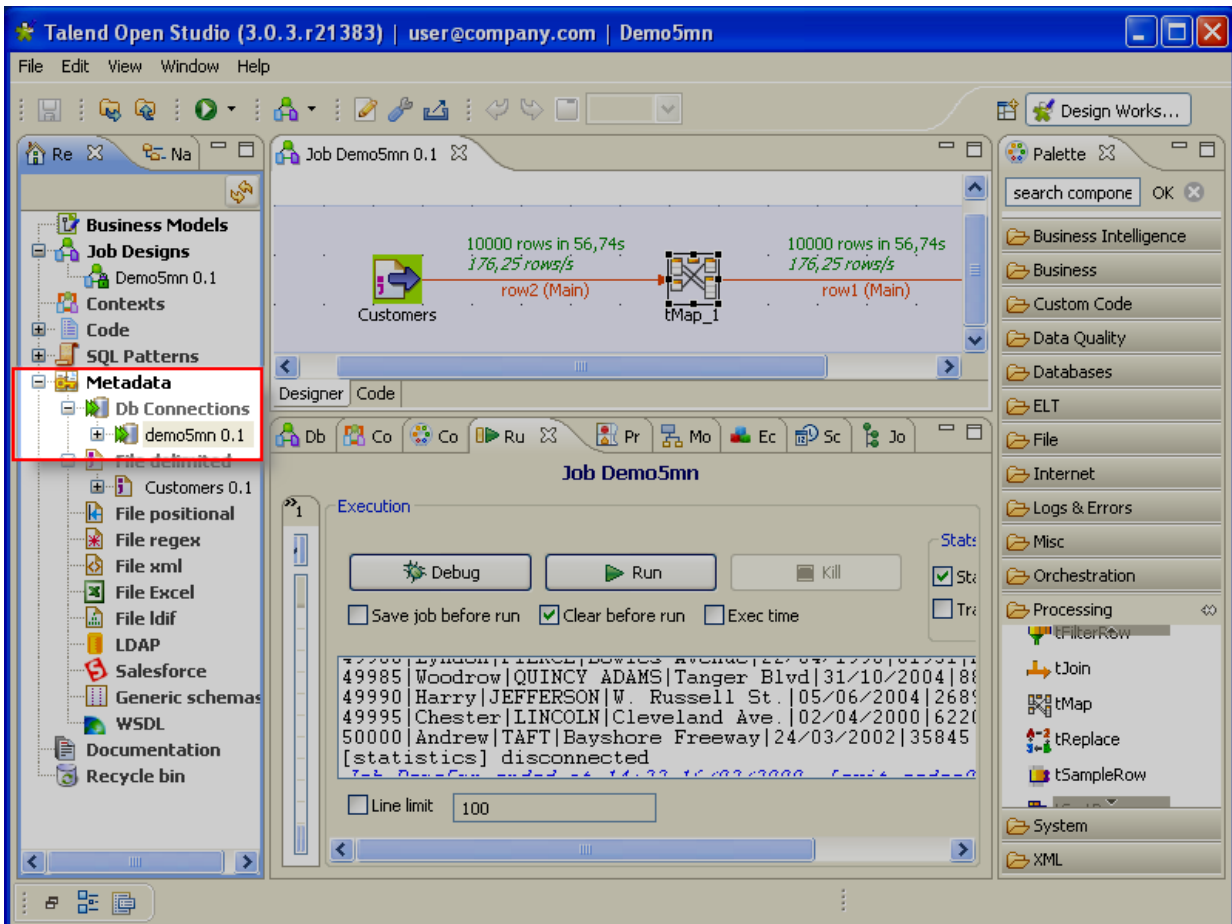 Talend Open Studio (3.0.3.r21383) | user@company.com | Demo5mn
File Edit View Window Help
Design Works...
Re
Na
Business Models
Job Designs
Demo5mn 0.1
Contexts
Code
SQL Patterns
Metadata
Db Connections
demo5mn 0.1
File delimited
Customers 0.1
File positional
File regex
File xml
File Excel
File ldif
LDAP
Salesforce
Generic schemas
WSDL
Documentation
Recycle bin
Job Demo5mn 0.1
10000 rows in 56,74s
176,25 rows/s
row2 (Main)
Customers
tMap_1
10000 rows in 56,74s
176,25 rows/s
row1 (Main)
Designer Code
Db Co Co Ru Pr Mo Ec Sc Jo
Job Demo5mn
1
Execution
Debug Run Kill
Save job before run Clear before run Exec time
Stats
Sta
Tra
49985|Woodrow|QUINCY ADAMS|Tanger Blvd|31/10/2004|88
49990|Harry|JEFFERSON|W. Russell St.|05/06/2004|2689
49995|Chester|LINCOLN|Cleveland Ave.|02/04/2000|6220
50000|Andrew|TAFT|Bayshore Freeway|24/03/2002|35845
[statistics] disconnected
Line limit 100
Palette
search compone OK
Business Intelligence
Business
Custom Code
Data Quality
Databases
ELT
File
Internet
Logs & Errors
Misc
Orchestration
Processing
tFilterRow
tJoin
tMap
tReplace
tSampleRow
System
XML